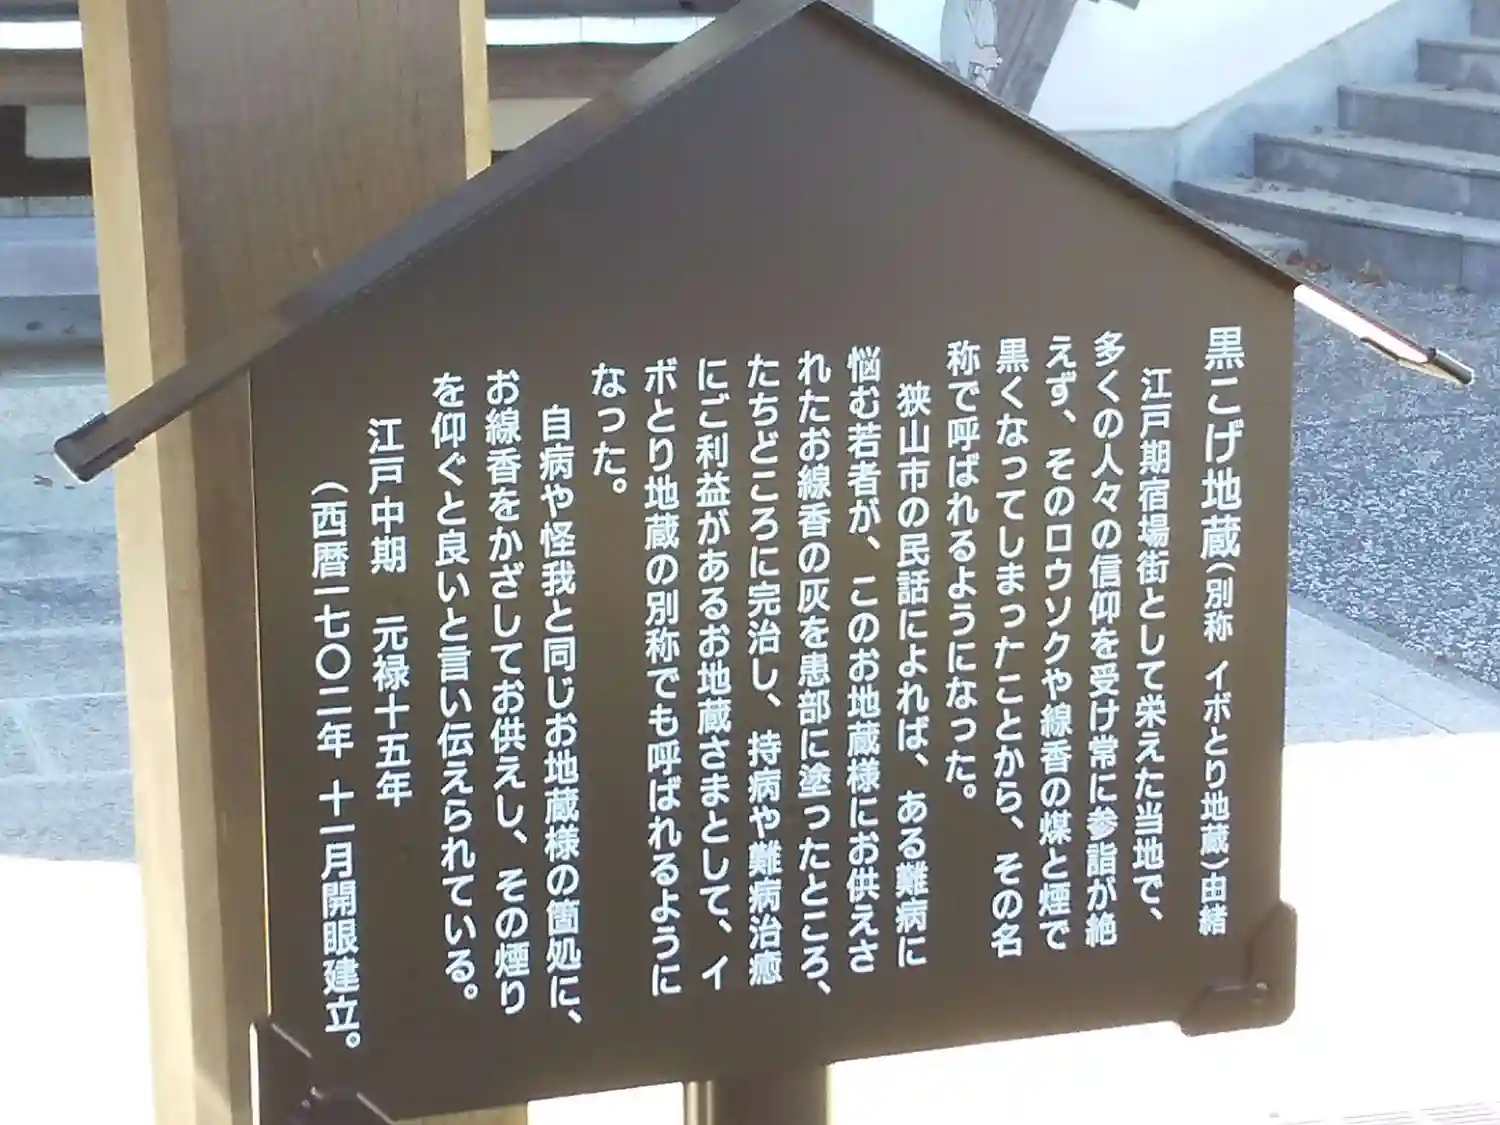 黒こげ地蔵(別称 イボとり地蔵)由緒
江戸期宿場街として栄えた当地で、
多くの人々の信仰を受け常に参詣が絶
えず、そのロウソクや線香の煤と煙で
黒くなってしまったことから、その名
称で呼ばれるようになった。
狭山市の民話によれば、ある難病に
悩む若者が、このお地蔵様にお供えさ
れたお線香の灰を患部に塗ったところ、
たちどころに完治し、持病や難病治癒
にご利益があるお地蔵さまとして、イ
ボとり地蔵の別称でも呼ばれるように
なった。
自病や怪我と同じお地蔵様の箇処に、
お線香をかざしてお供えし、その煙り
を仰ぐと良いと言い伝えられている。
江戸中期 元禄十五年
(西暦一七〇二年 十一月開眼建立。